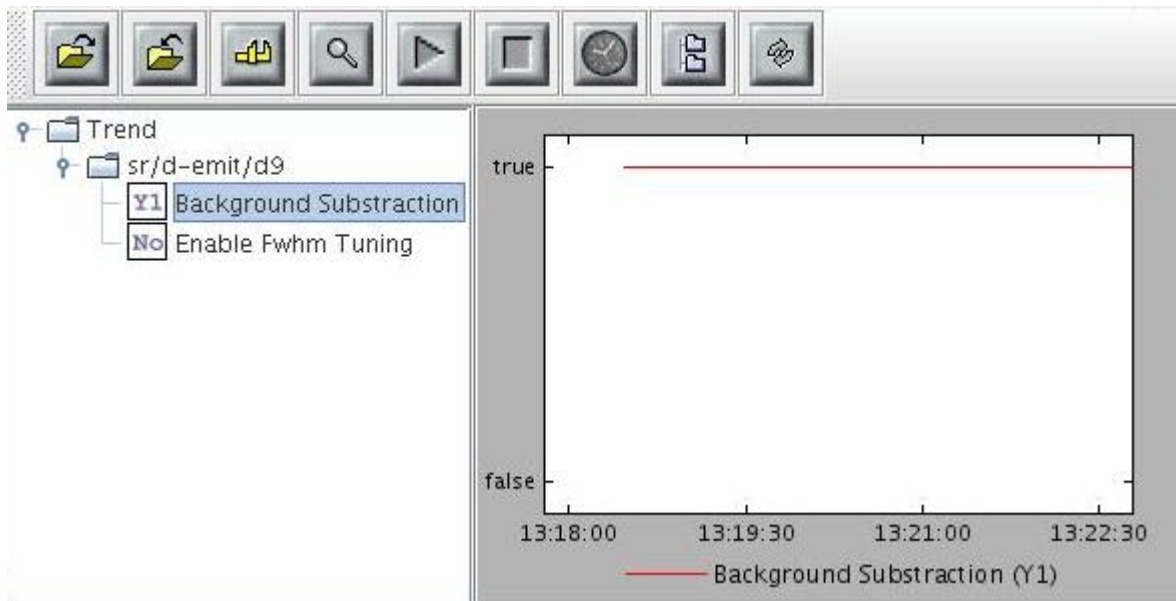 Trend
sr/d-emit/d9
Y1 Background Substraction
No Enable Fwhm Tuning
true
false
13:18:00 13:19:30 13:21:00 13:22:30
Background Substraction (Y1)